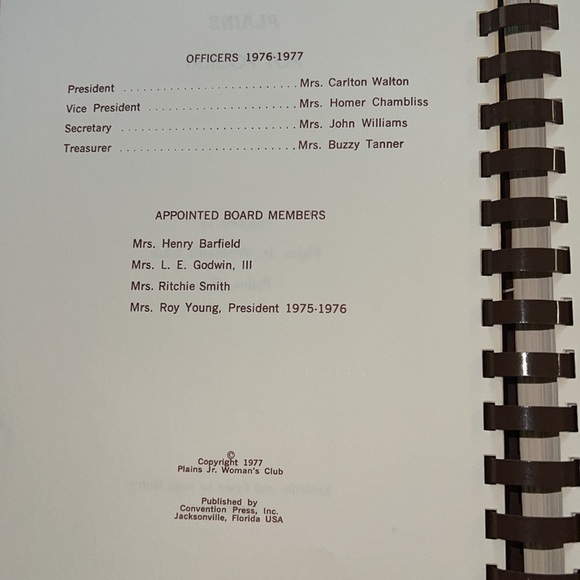 OFFICERS 1976-1977
President . . . . . . . . . . . . . . . . . . . . . . . . . Mrs. Carlton Walton
Vice President . . . . . . . . . . . . . . . . . . . . . Mrs. Homer Chambliss
Secretary . . . . . . . . . . . . . . . . . . . . . . . . . Mrs. John Williams
Treasurer . . . . . . . . . . . . . . . . . . . . . . . . . Mrs. Buzzy Tanner
APPOINTED BOARD MEMBERS
Mrs. Henry Barfield
Mrs. L. E. Godwin, III
Mrs. Ritchie Smith
Mrs. Roy Young, President 1975-1976
©
Copyright 1977
Plains Jr. Woman's Club
Published by
Convention Press, Inc.
Jacksonville, Florida USA